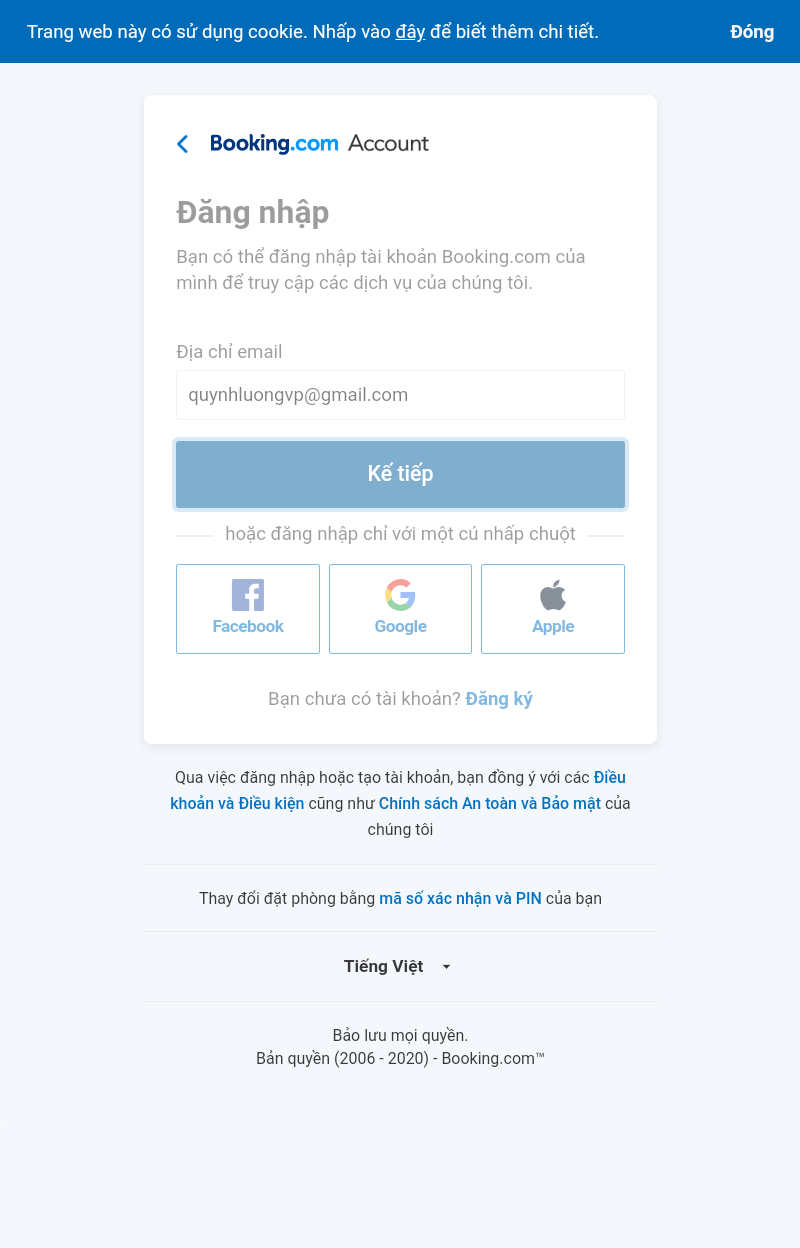 Trang web này có sử dụng cookie. Nhấp vào đây để biết thêm chi tiết. Đóng
Booking.com Account
Đăng nhập
Bạn có thể đăng nhập tài khoản Booking.com của
mình để truy cập các dịch vụ của chúng tôi.
Địa chỉ email
quynhluongvp@gmail.com
Kế tiếp
hoặc đăng nhập chỉ với một cú nhấp chuột
Facebook Google Apple
Bạn chưa có tài khoản? Đăng ký
Qua việc đăng nhập hoặc tạo tài khoản, bạn đồng ý với các Điều
khoản và Điều kiện cũng như Chính sách An toàn và Bảo mật của
chúng tôi
Thay đổi đặt phòng bằng mã số xác nhận và PIN của bạn
Tiếng Việt
Bảo lưu mọi quyền.
Bản quyền (2006 - 2020) - Booking.com™